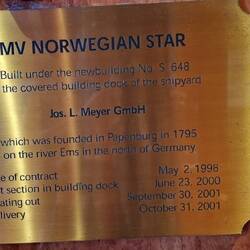 MV NORWEGIAN STAR
Built under the newbuilding No. S. 648
the covered building dock of the shipyard
Jos. L. Meyer GmbH
which was founded in Papenburg in 1795
on the river Ems in the north of Germany
e of contract May 2, 1998
t section in building dock June 23, 2000
ating out September 30, 2001
livery October 31, 2001